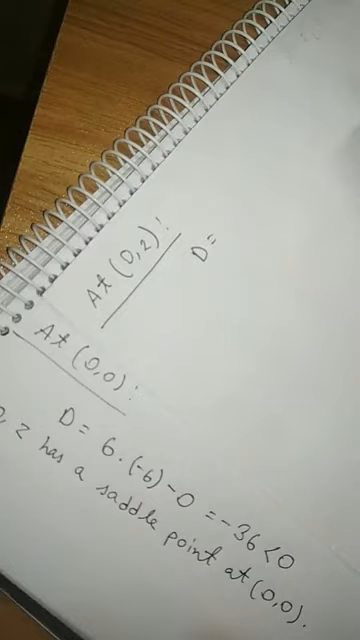 At (0,2):
D=
At (0,0):
D = 6.(-6)-0 = -36 <0
, z has a saddle point at (0,0).